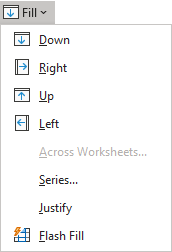 Fill
Down
Right
Up
Left
Across Worksheets...
Series...
Justify
Flash Fill